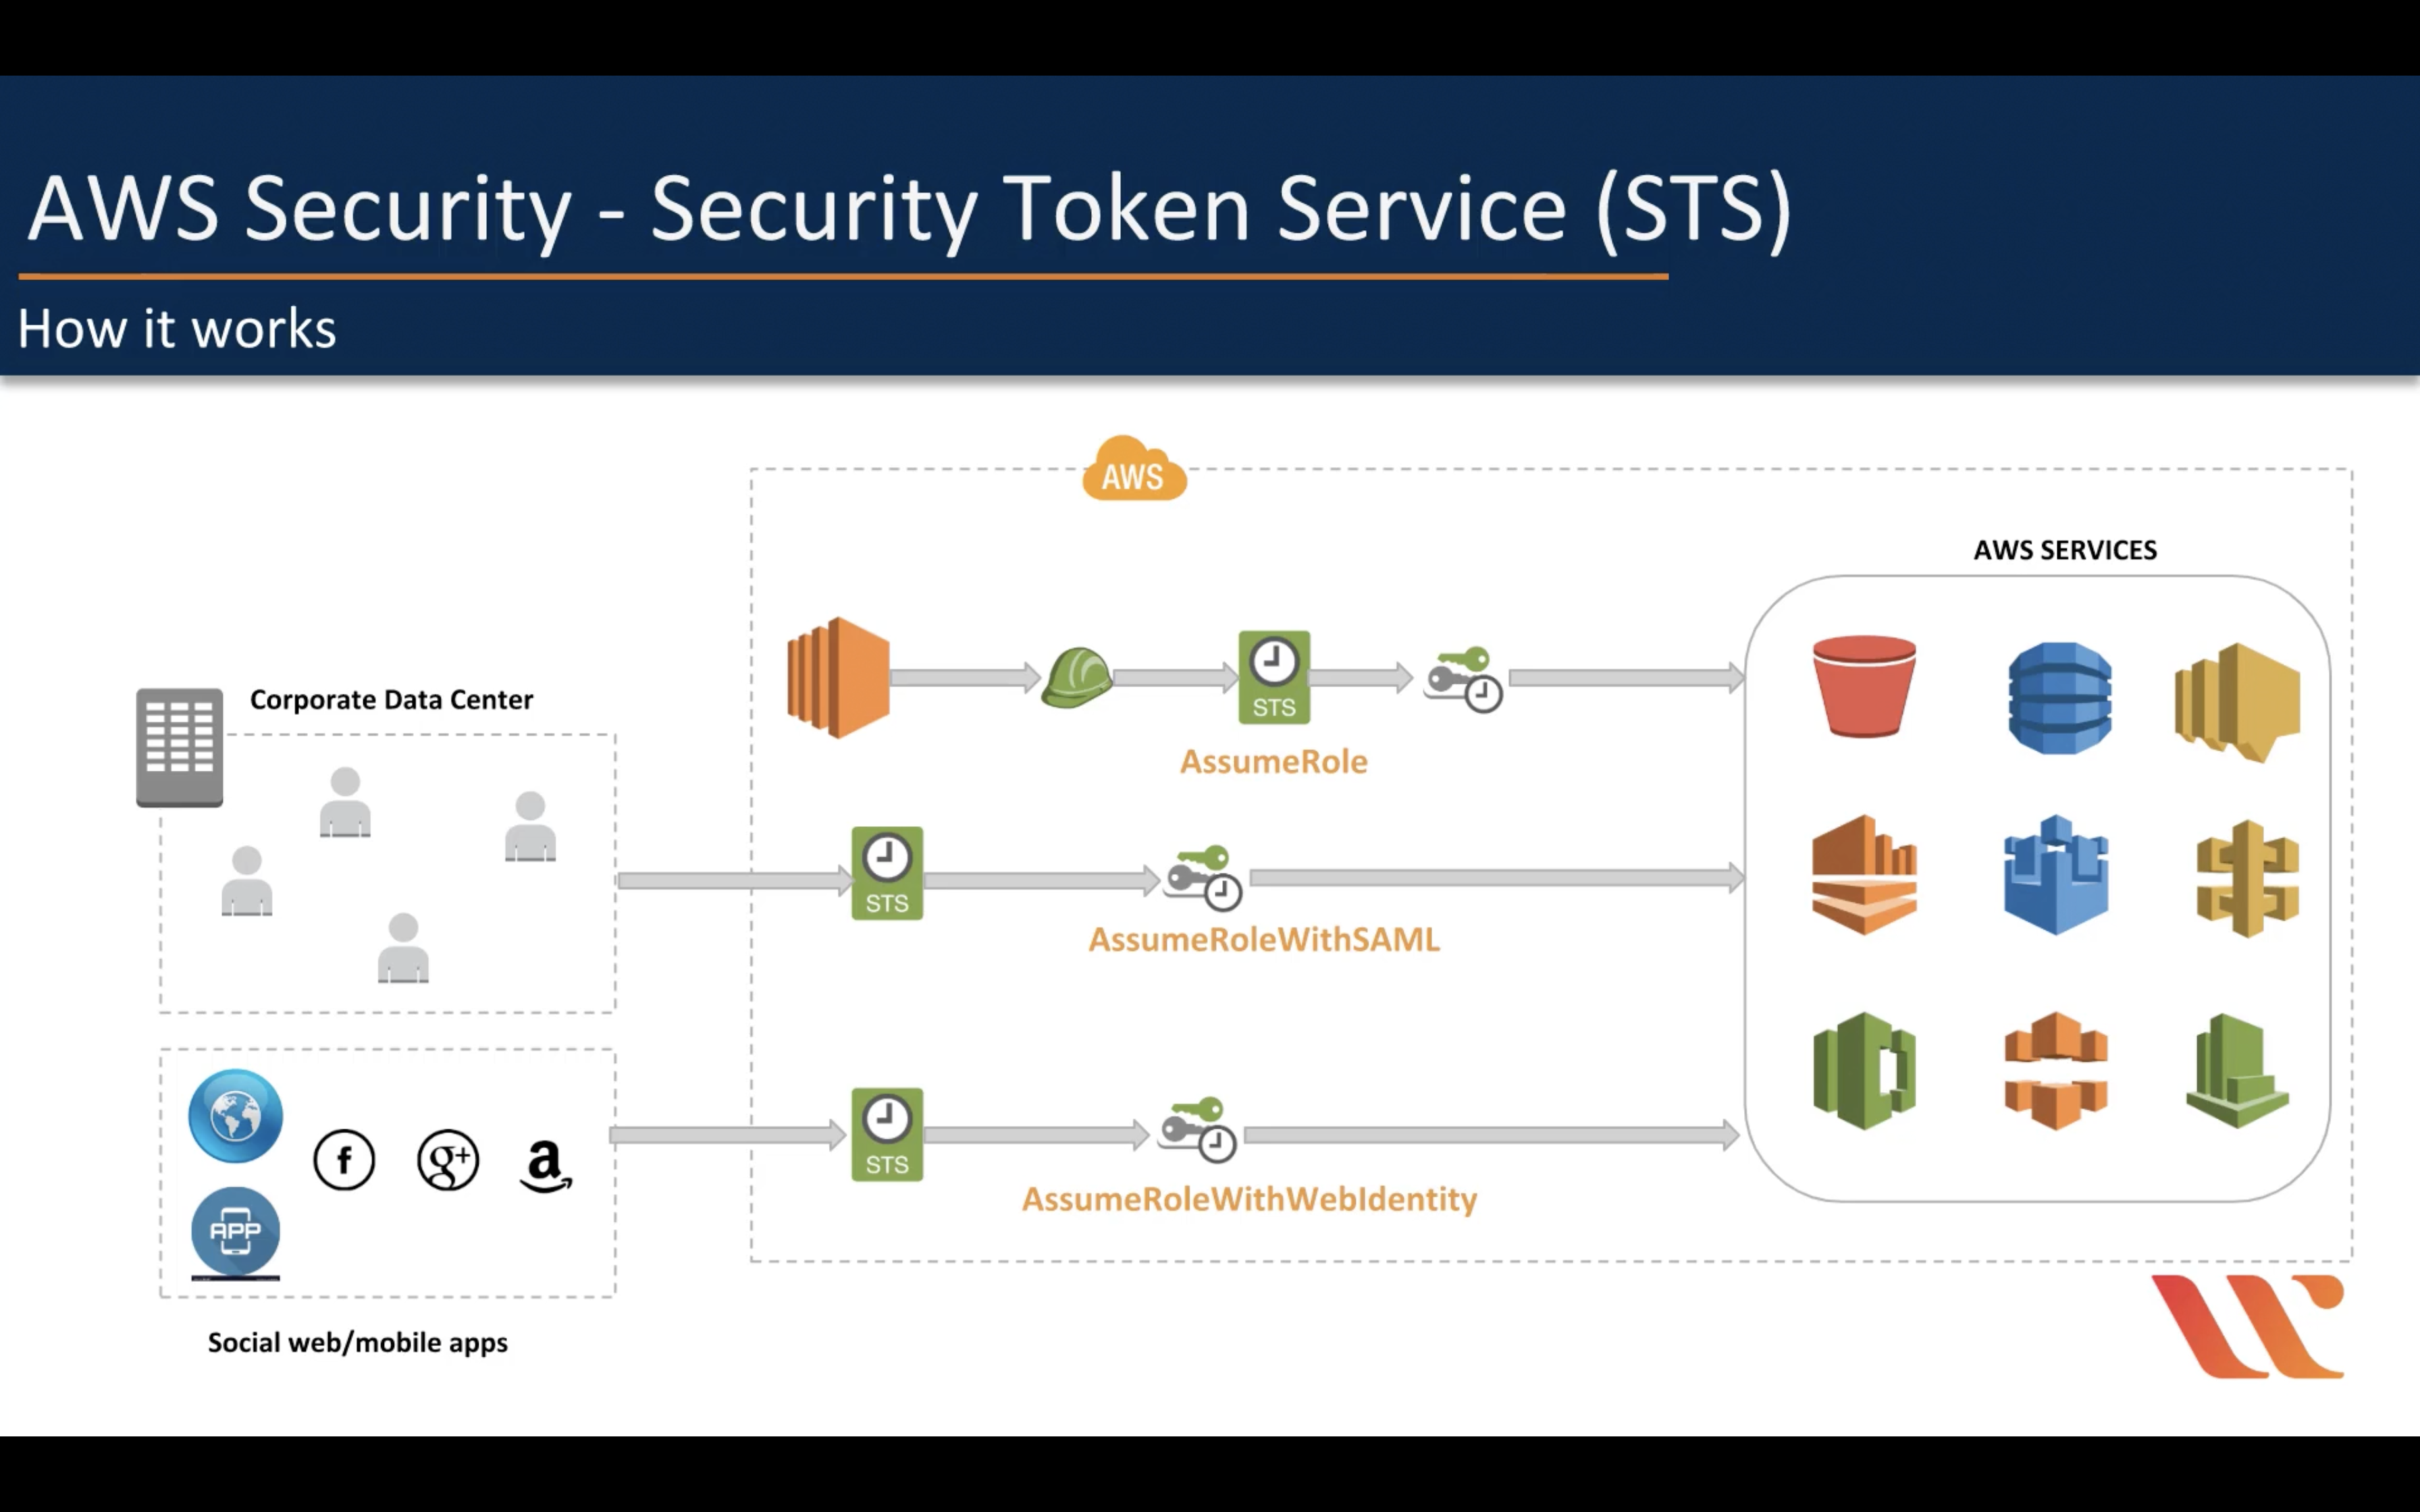 AWS Security - Security Token Service (STS)
How it works
AWS
AWS SERVICES
STS
AssumeRole
Corporate Data Center
STS
AssumeRoleWithSAML
f
g+
a
APP
STS
AssumeRoleWithWebIdentity
Social web/mobile apps